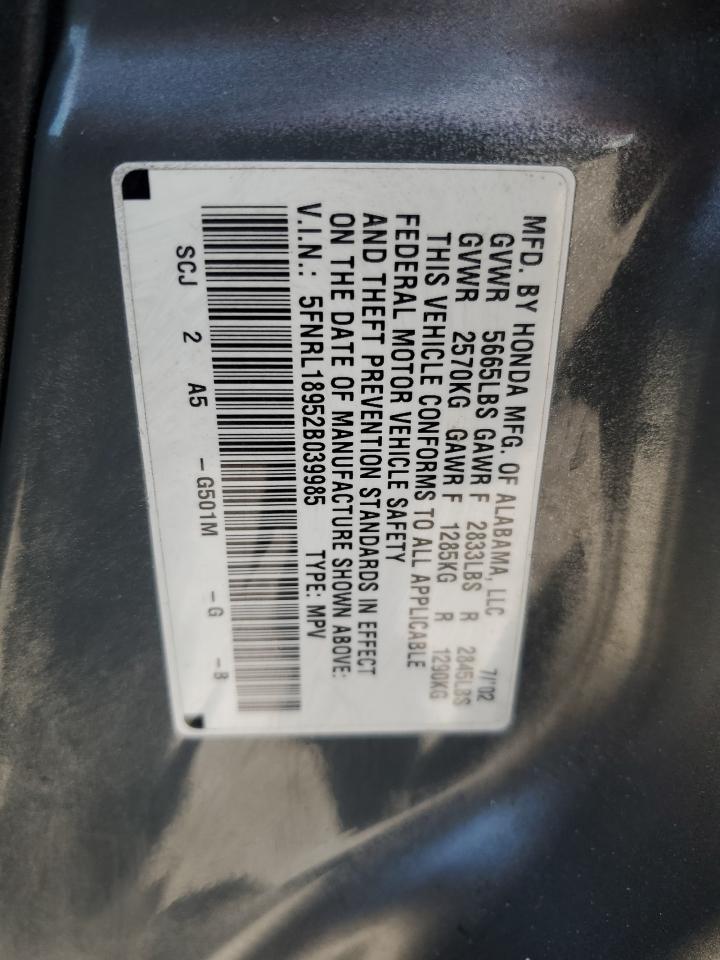 MFD. BY HONDA MFG. OF ALABAMA, LLC 7/'02
GVWR 5665LBS GAWR F 2833LBS R 2845LBS
GVWR 2570KG GAWR F 1285KG R 1290KG
THIS VEHICLE CONFORMS TO ALL APPLICABLE
FEDERAL MOTOR VEHICLE SAFETY
AND THEFT PREVENTION STANDARDS IN EFFECT
ON THE DATE OF MANUFACTURE SHOWN ABOVE:
V.I.N.: 5FNRL18952B039985 TYPE: MPV
SCJ 2 A5 -G501M -G -B